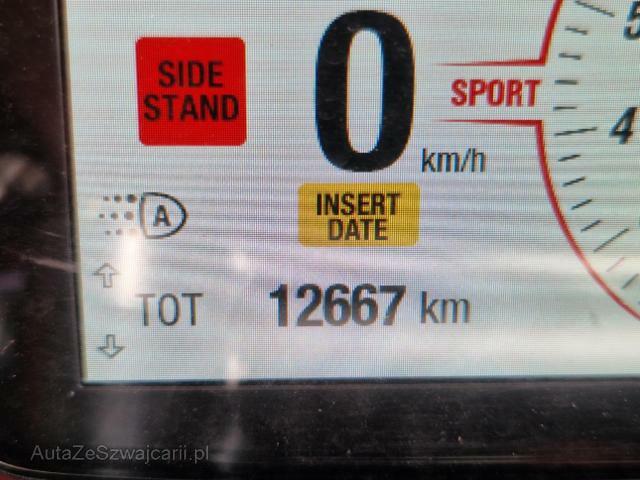 SIDE
STAND
0
km/h
SPORT
5
4
A
INSERT
DATE
TOT 12667 km
AutaZeSzwajcarii.pl